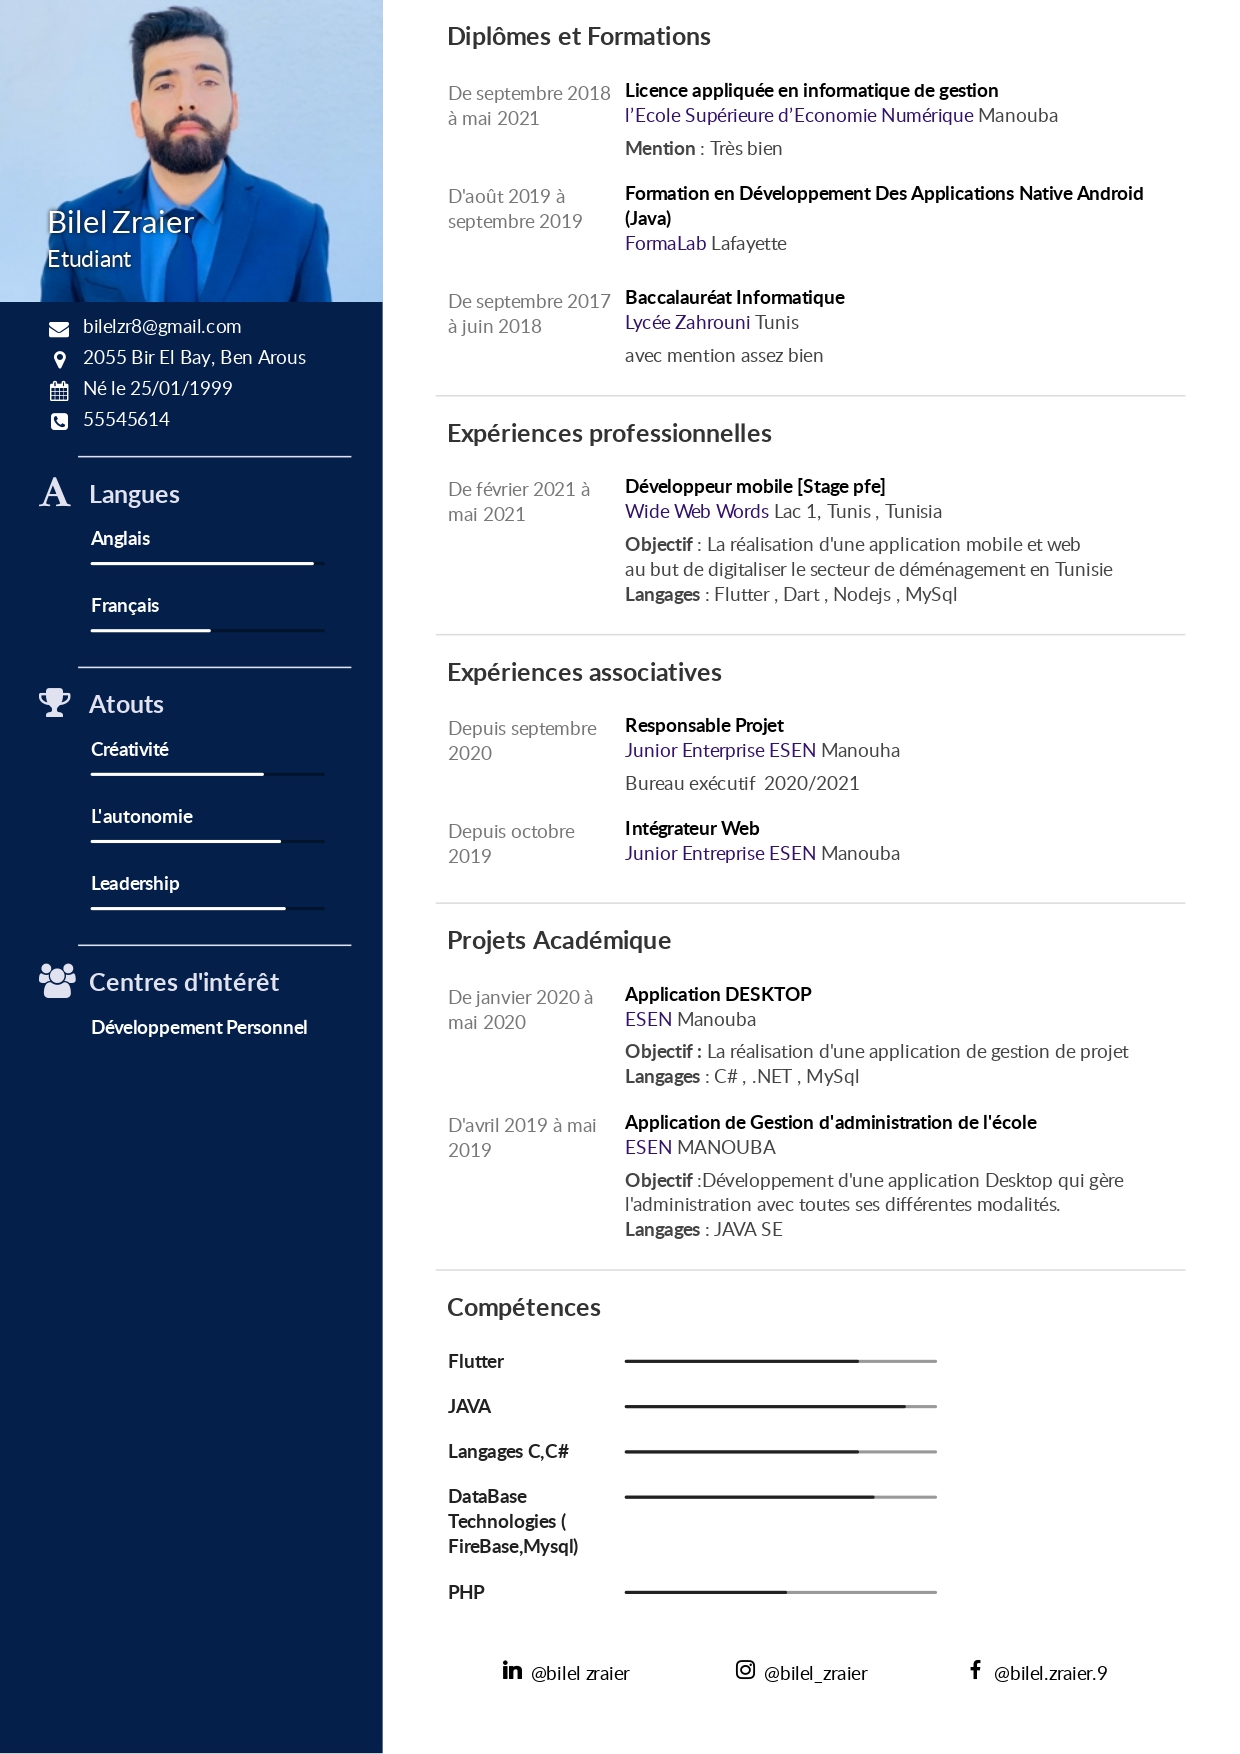 Bilel Zraier
Etudiant
bilelzr8@gmail.com
2055 Bir El Bay, Ben Arous
Né le 25/01/1999
55545614
Langues
Anglais
Français
Atouts
Créativité
L'autonomie
Leadership
Centres d'intérêt
Développement Personnel
Diplômes et Formations
De septembre 2018
à mai 2021
Licence appliquée en informatique de gestion
l’Ecole Supérieure d’Economie Numérique Manouba
Mention : Très bien
D'août 2019 à
septembre 2019
Formation en Développement Des Applications Native Android
(Java)
FormaLab Lafayette
De septembre 2017
à juin 2018
Baccalauréat Informatique
Lycée Zahrouni Tunis
avec mention assez bien
Expériences professionnelles
De février 2021 à
mai 2021
Développeur mobile [Stage pfe]
Wide Web Words Lac 1, Tunis , Tunisia
Objectif : La réalisation d'une application mobile et web
au but de digitaliser le secteur de déménagement en Tunisie
Langages : Flutter , Dart , Nodejs , MySql
Expériences associatives
Depuis septembre
2020
Responsable Projet
Junior Enterprise ESEN Manouha
Bureau exécutif 2020/2021
Depuis octobre
2019
Intégrateur Web
Junior Entreprise ESEN Manouba
Projets Académique
De janvier 2020 à
mai 2020
Application DESKTOP
ESEN Manouba
Objectif : La réalisation d'une application de gestion de projet
Langages : C# , .NET , MySql
D'avril 2019 à mai
2019
Application de Gestion d'administration de l'école
ESEN MANOUBA
Objectif :Développement d'une application Desktop qui gère
l'administration avec toutes ses différentes modalités.
Langages : JAVA SE
Compétences
Flutter
JAVA
Langages C,C#
DataBase
Technologies (
FireBase,Mysql)
PHP
@bilel zraier
@bilel_zraier
@bilel.zraier.9